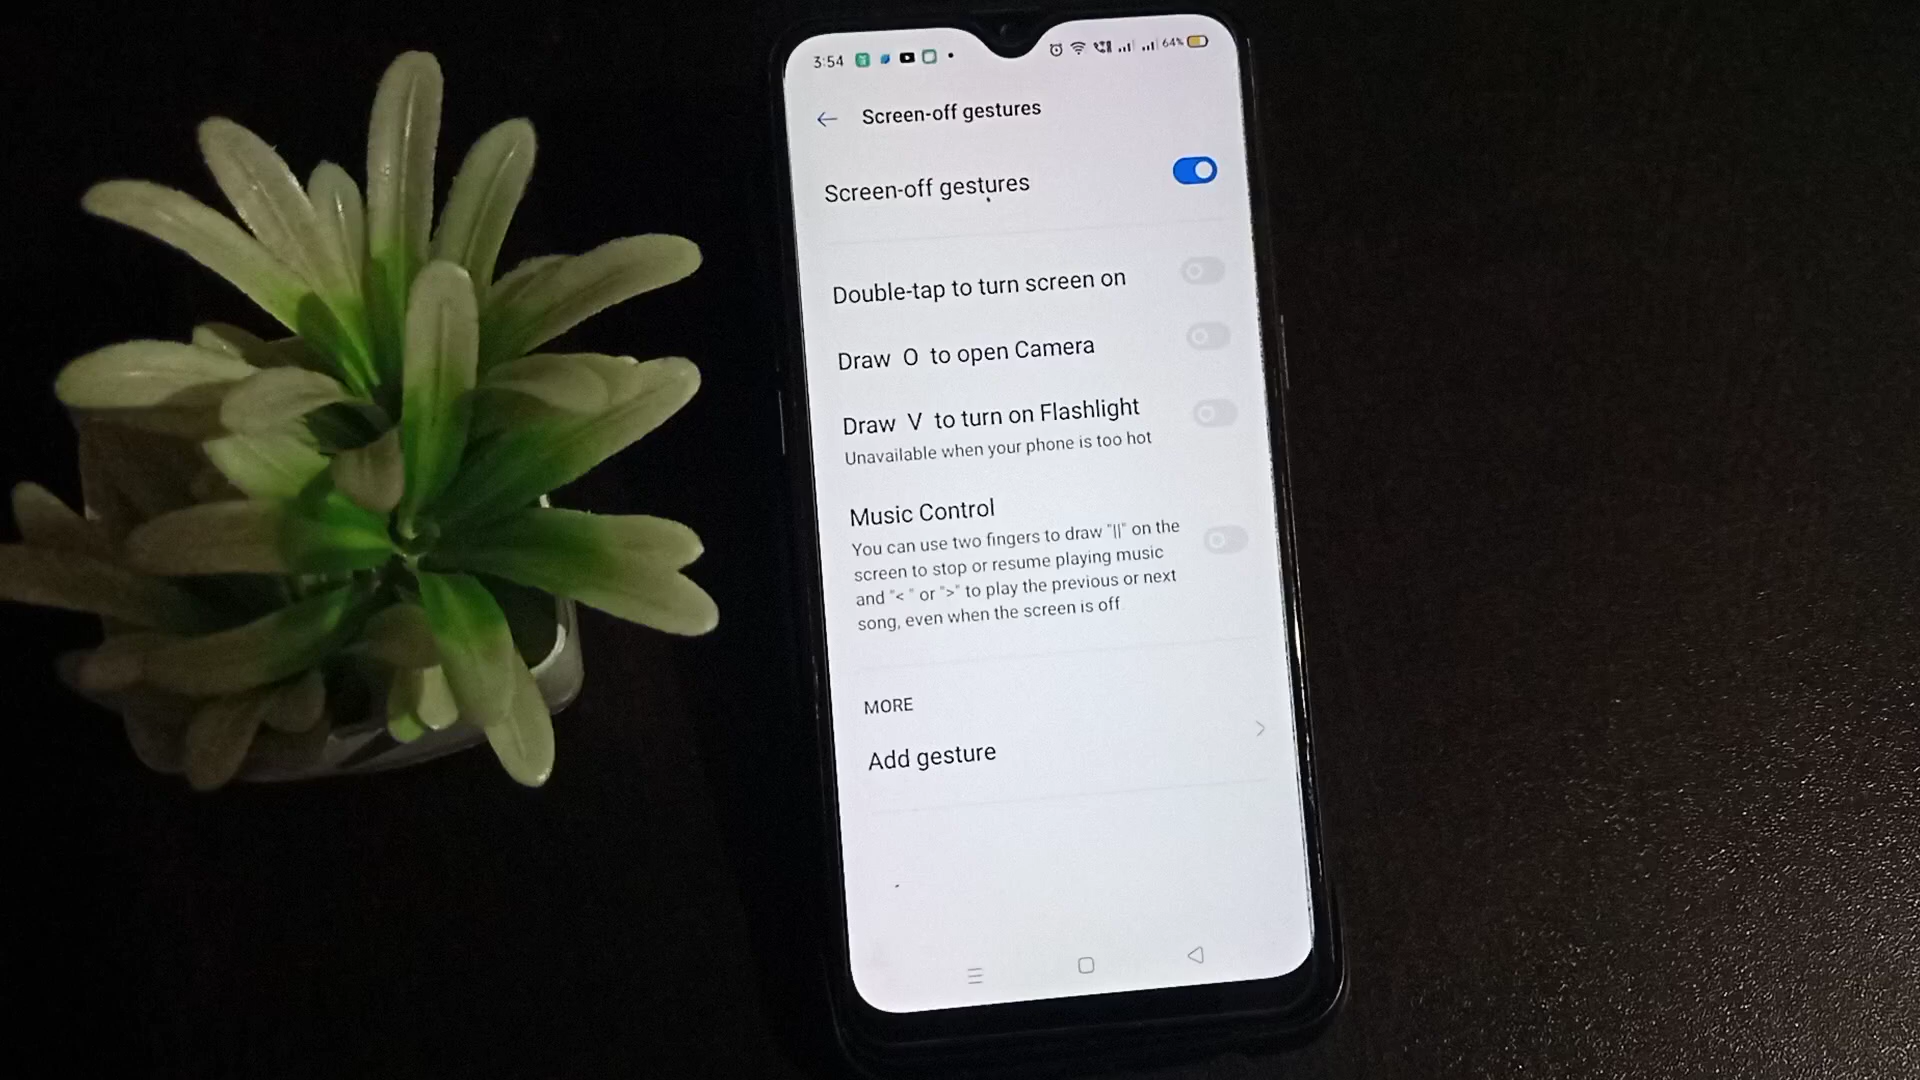 3:54 64%
Screen-off gestures
Screen-off gestures
Double-tap to turn screen on
Draw O to open Camera
Draw V to turn on Flashlight
Unavailable when your phone is too hot
Music Control
You can use two fingers to draw "||" on the
screen to stop or resume playing music
and "< " or ">" to play the previous or next
song, even when the screen is off.
MORE
Add gesture